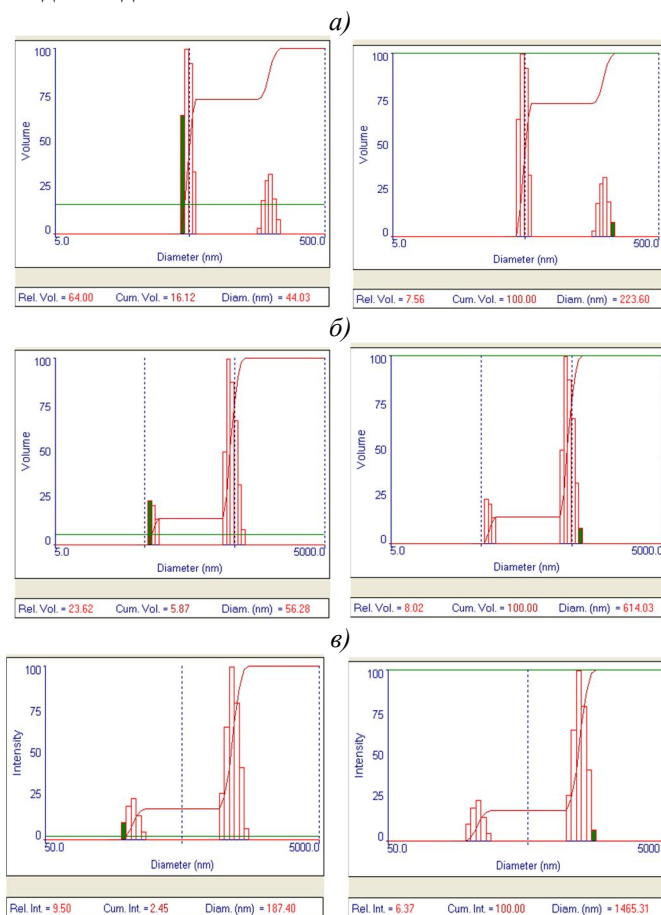 а)
100
75
50
25
0
Volume
5.0
500.0
Diameter (nm)
Rel. Vol. = 64.00 Cum. Vol. = 16.12 Diam. (nm) = 44.03
100
75
50
25
0
Volume
5.0
500.0
Diameter (nm)
Rel. Vol. = 7.56 Cum. Vol. = 100.00 Diam. (nm) = 223.60
б)
100
75
50
25
0
Volume
5.0
5000.0
Diameter (nm)
Rel. Vol. = 23.62 Cum. Vol. = 5.87 Diam. (nm) = 56.28
100
75
50
25
0
Volume
5.0
5000.0
Diameter (nm)
Rel. Vol. = 8.02 Cum. Vol. = 100.00 Diam. (nm) = 614.03
в)
100
75
50
25
0
Intensity
50.0
5000.0
Diameter (nm)
Rel. Int. = 9.50 Cum. Int. = 2.45 Diam. (nm) = 187.40
100
75
50
25
0
Intensity
50.0
5000.0
Diameter (nm)
Rel. Int. = 6.37 Cum. Int. = 100.00 Diam. (nm) = 1465.31